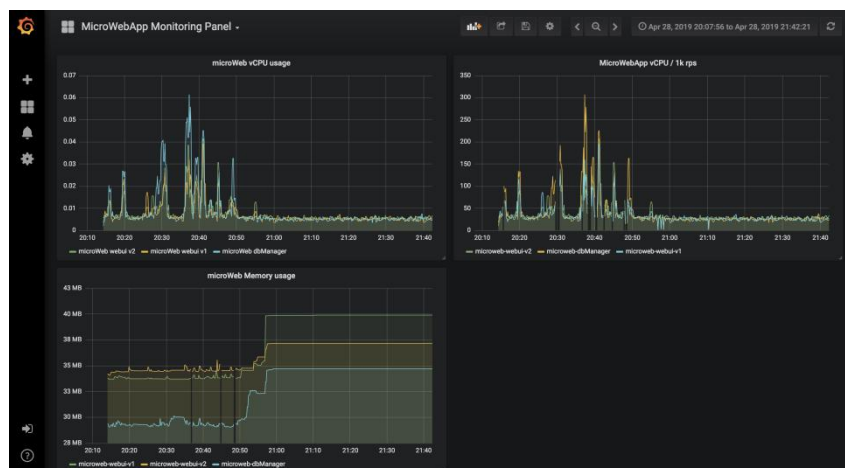 MicroWebApp Monitoring Panel
Apr 28, 2019 20:07:56 to Apr 28, 2019 21:42:21
microWeb vCPU usage
0.07
0.06
0.05
0.04
0.03
0.02
0.01
0
20:10 20:20 20:30 20:40 20:50 21:00 21:10 21:20 21:30 21:40
microWeb webui v2 microWeb webui v1 microWeb dbManager
MicroWebApp vCPU / 1k rps
350
300
250
200
150
100
50
0
20:10 20:20 20:30 20:40 20:50 21:00 21:10 21:20 21:30 21:40
microweb-webui-v2 microweb-dbManager microweb-webui-v1
microWeb Memory usage
43 MB
40 MB
38 MB
35 MB
33 MB
30 MB
28 MB
20:10 20:20 20:30 20:40 20:50 21:00 21:10 21:20 21:30 21:40
microweb-webui-v1 microweb-webui-v2 microweb-dbManager